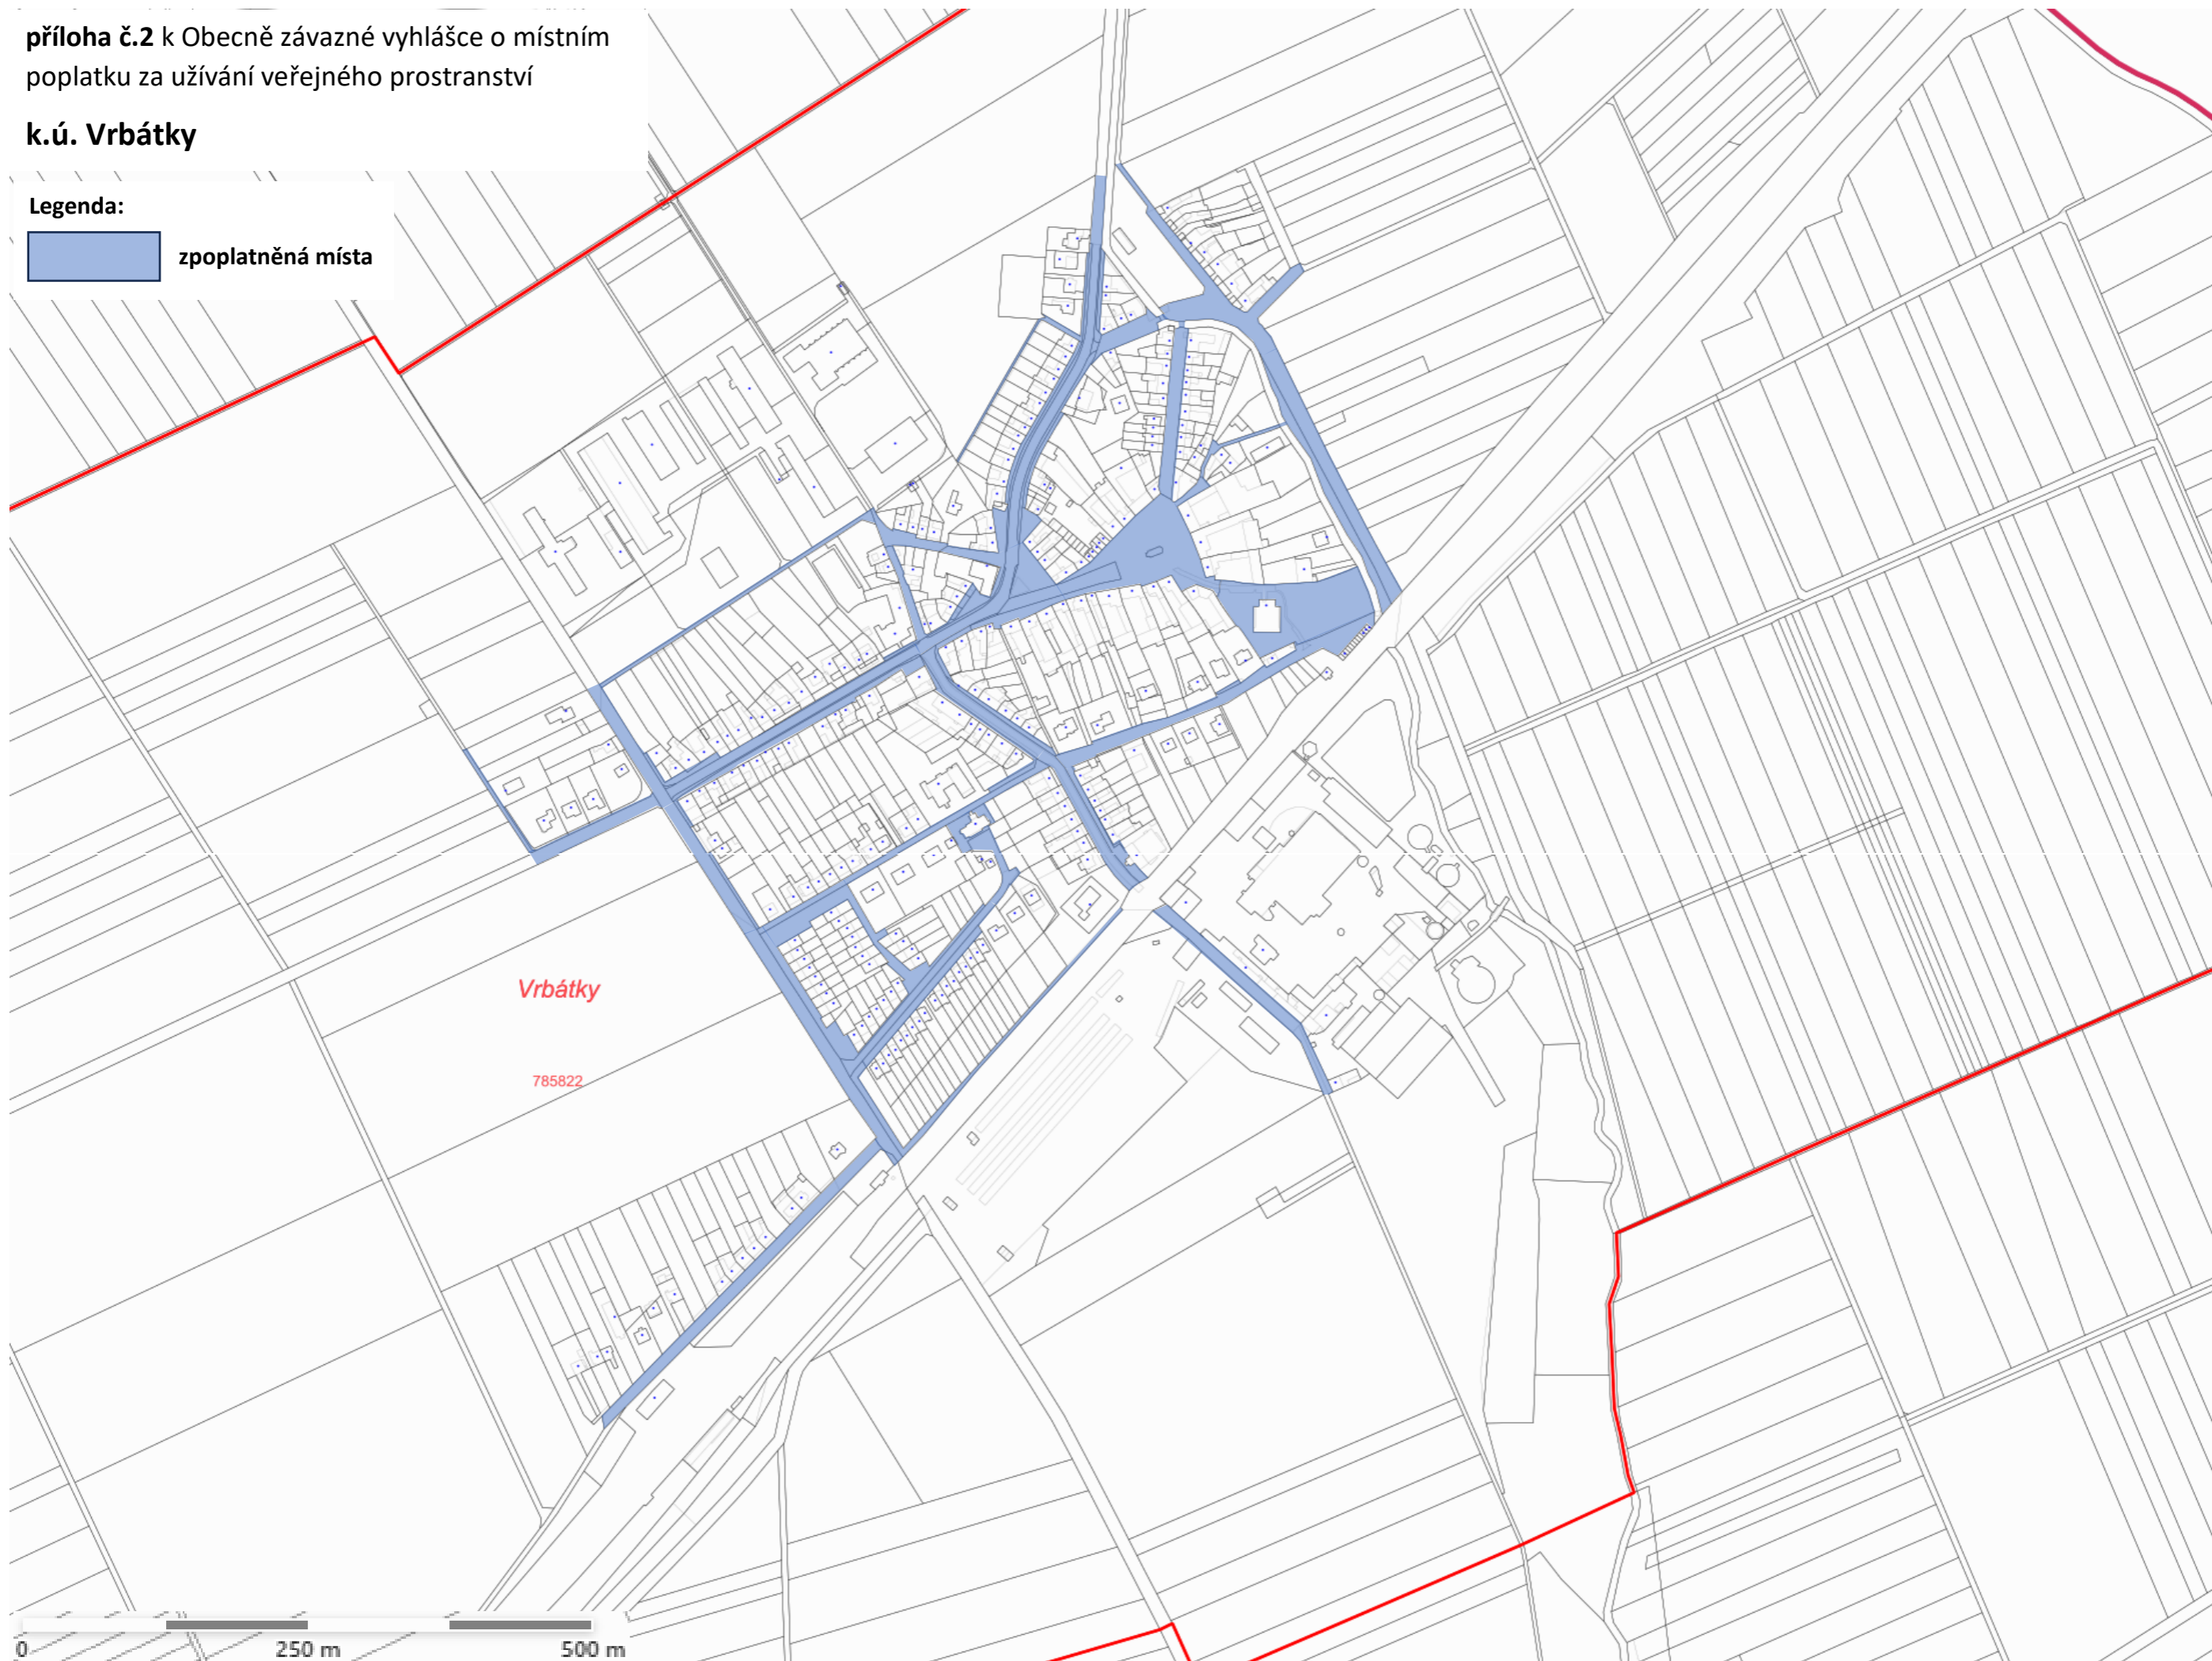 příloha č.2 k Obecně závazné vyhlášce o místním
poplatku za užívání veřejného prostranství
k.ú. Vrbátky
Legenda:
zpoplatněná místa
Vrbátky
785822
0 250 m 500 m